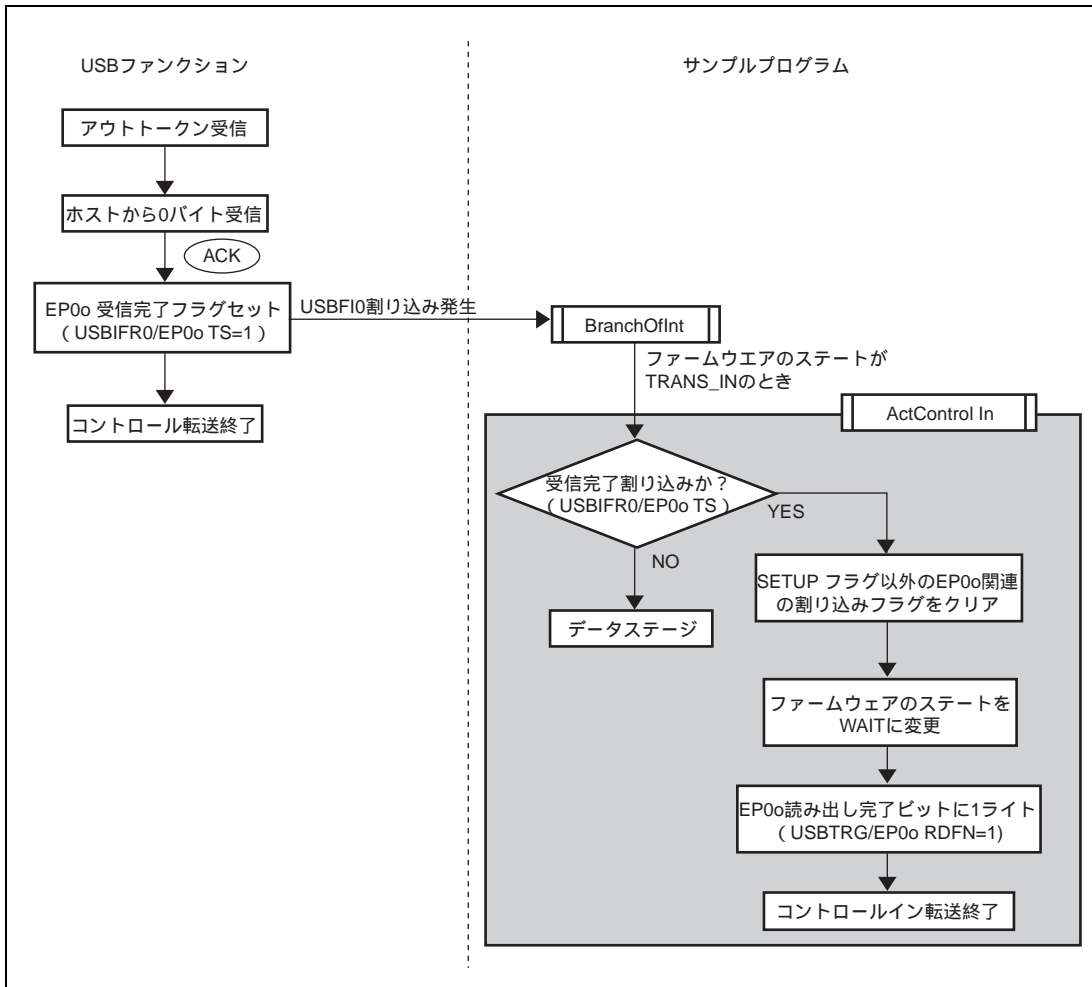 USBファンクション
サンプルプログラム
アウトトークン受信
ホストから0バイト受信
ACK
EP0o 受信完了フラグセット
（USBIFR0/EP0o TS=1）
USBFI0割り込み発生
コントロール転送終了
BranchOfInt
ファームウエアのステートが
TRANS_INのとき
ActControl In
受信完了割り込みか？
（USBIFR0/EP0o TS）
YES
NO
データステージ
SETUP フラグ以外のEP0o関連
の割り込みフラグをクリア
ファームウェアのステートを
WAITに変更
EP0o読み出し完了ビットに1ライト
（USBTRG/EP0o RDFN=1)
コントロールイン転送終了